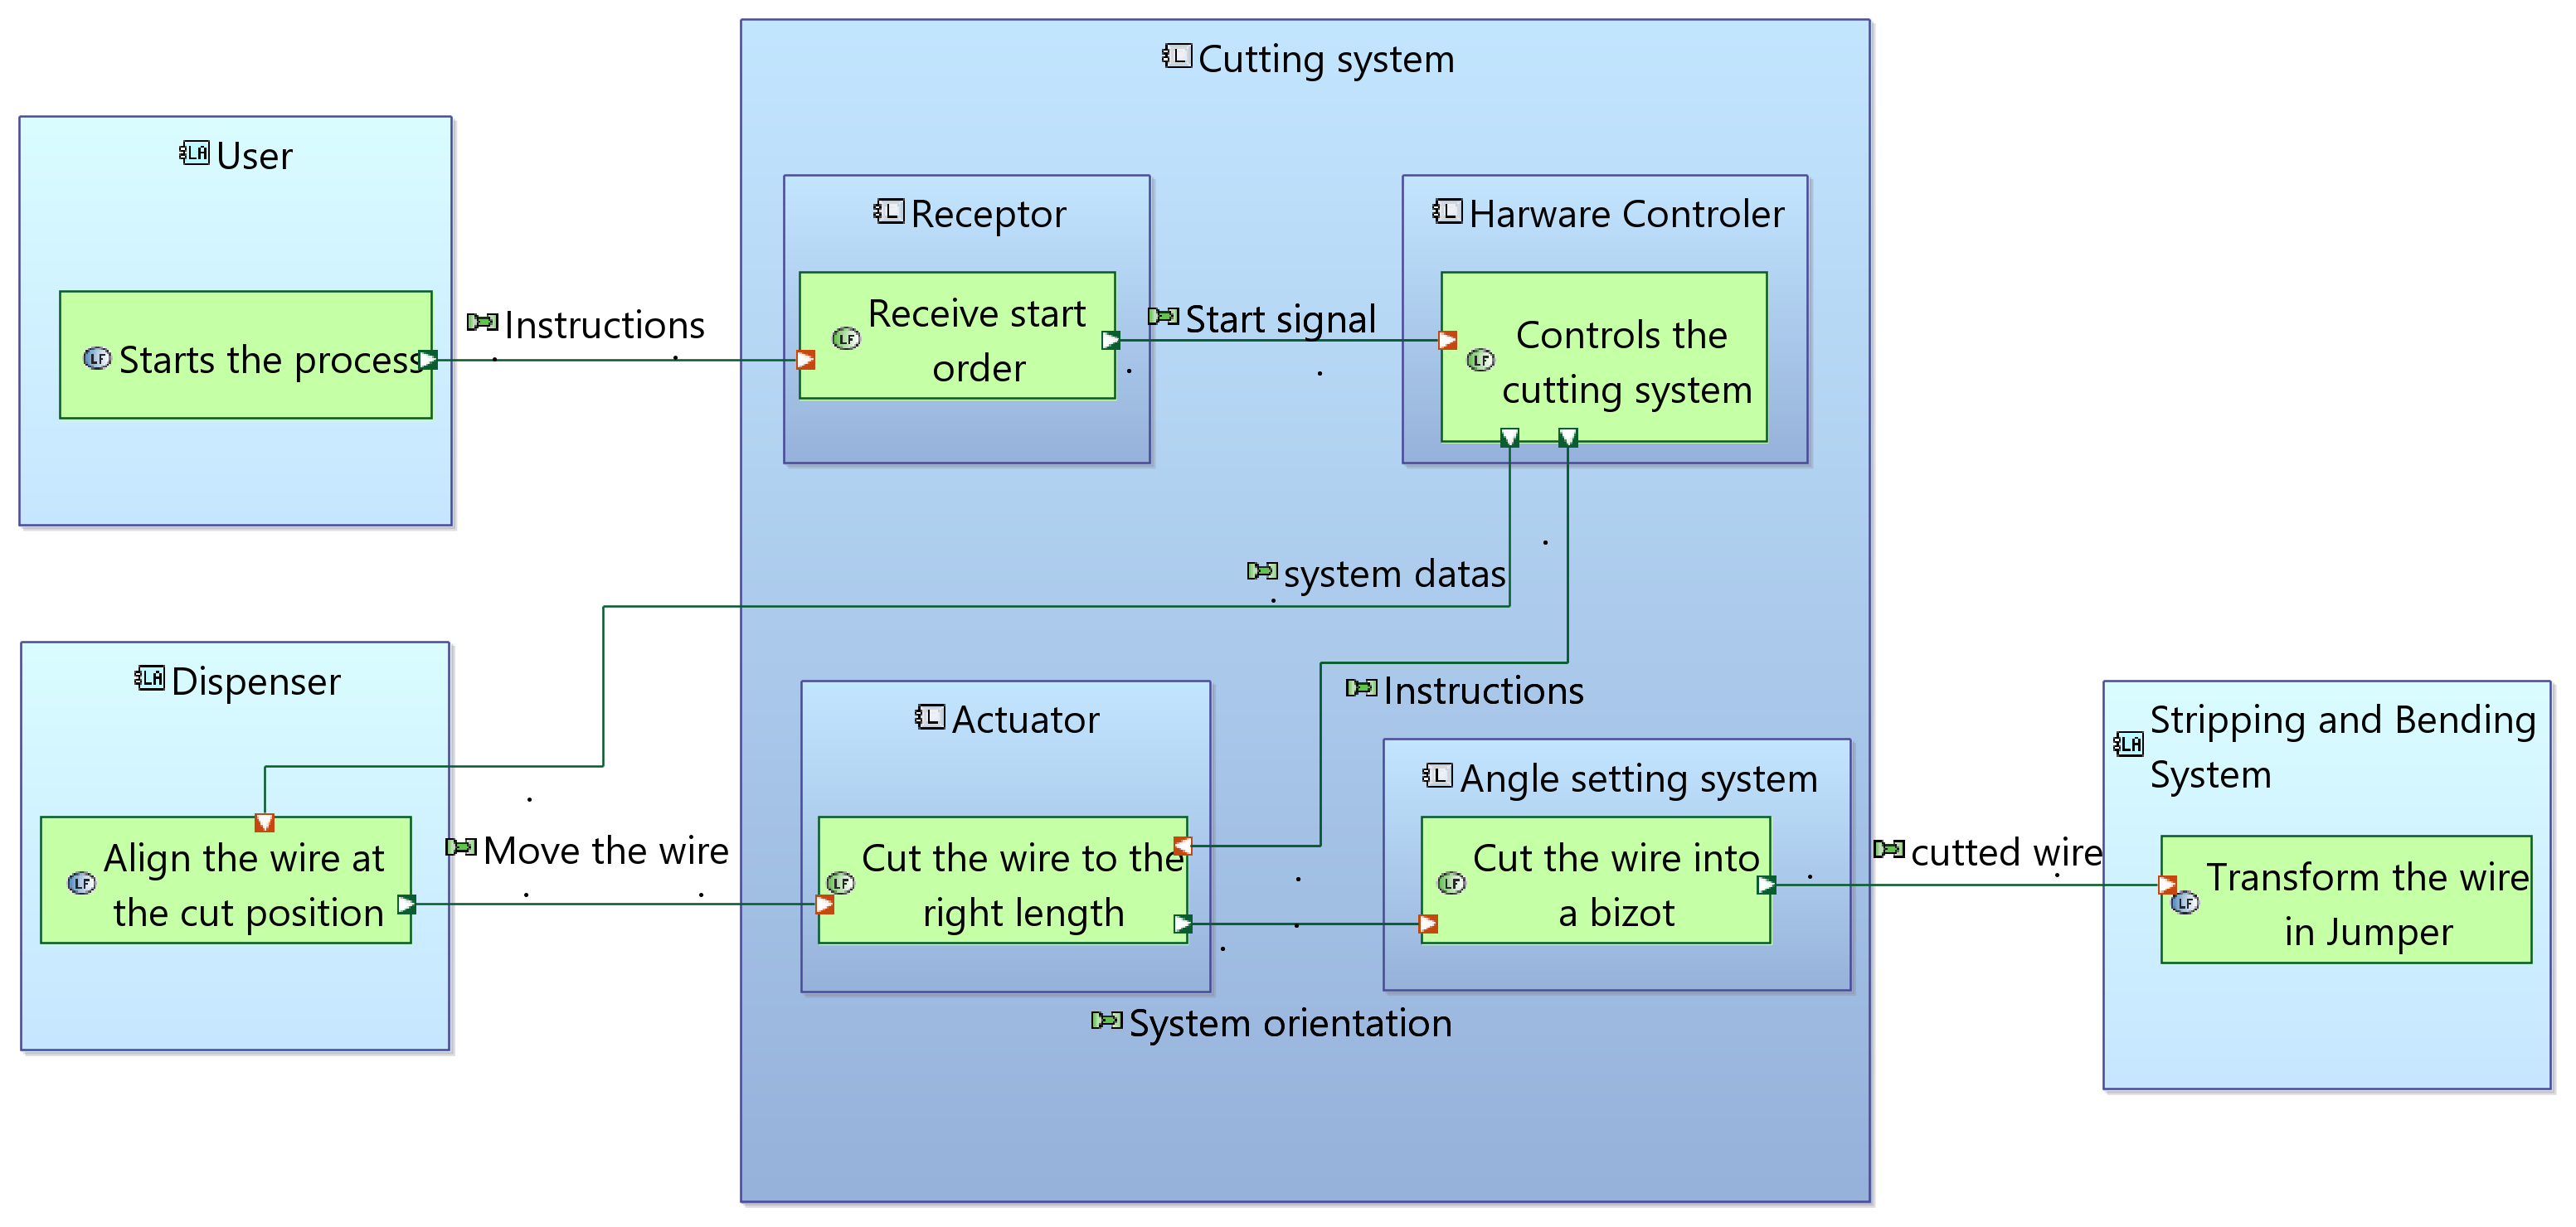 Cutting system
User
Receptor
Harware Controler
Starts the process
Instructions
Receive start
order
Start signal
Controls the
cutting system
system datas
Dispenser
Actuator
Instructions
Angle setting system
Stripping and Bending
System
Align the wire at
the cut position
Move the wire
Cut the wire to the
right length
Cut the wire into
a bizot
cutted wire
Transform the wire
in Jumper
System orientation